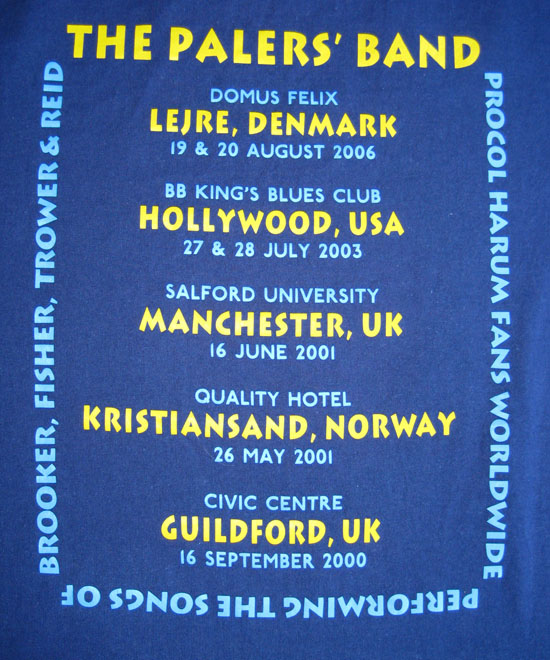 THE PALERS' BAND
DOMUS FELIX
LEJRE, DENMARK
19 & 20 AUGUST 2006
BB KING'S BLUES CLUB
HOLLYWOOD, USA
27 & 28 JULY 2003
SALFORD UNIVERSITY
MANCHESTER, UK
16 JUNE 2001
QUALITY HOTEL
KRISTIANSAND, NORWAY
26 MAY 2001
CIVIC CENTRE
GUILDFORD, UK
16 SEPTEMBER 2000
PROCOL HARUM FANS WORLDWIDE
PERFORMING THE SONGS OF
BROOKER, FISHER, TROWER & REID